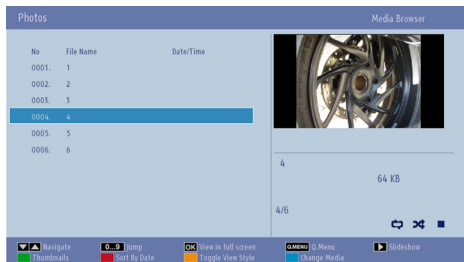 Photos Media Browser
No File Name Date/Time
0001. 1
0002. 2
0003. 3
0004. 4
0005. 5
0006. 6
4
64 KB
4/6
Navigate 0...9 Jump OK View in full screen Q.MENU Q.Menu Slideshow
Thumbnails Sort By Date Toggle View Style Change Media